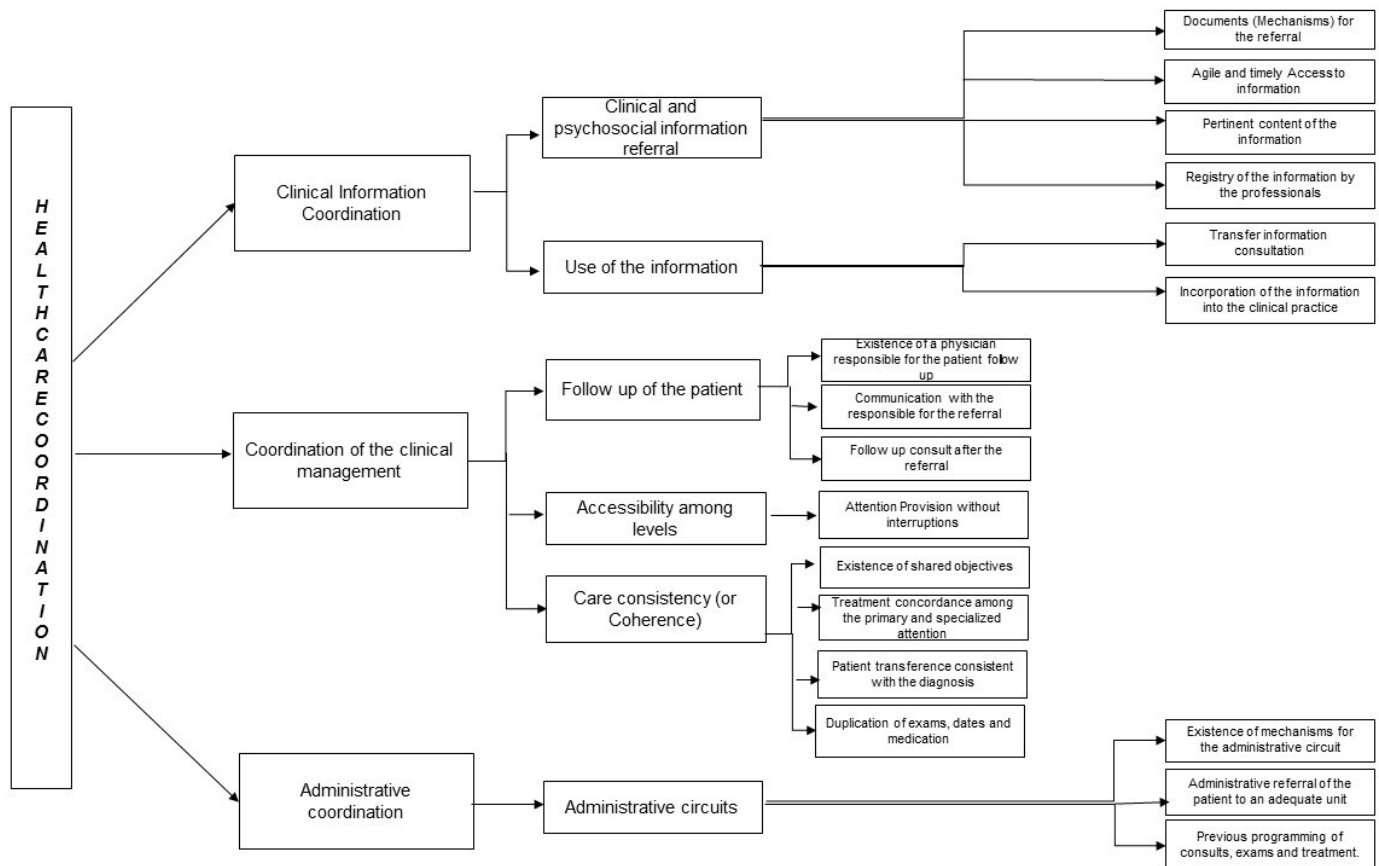 HEALTHCARECOORDINATION
Clinical Information
Coordination
Clinical and
psychosocial information
referral
Documents (Mechanisms) for
the referral
Agile and timely Access to
information
Pertinent content of the
information
Registry of the information by
the professionals
Use of the information
Transfer information
consultation
Incorporation of the information
into the clinical practice
Coordination of the clinical
management
Follow up of the patient
Existence of a physician
responsible for the patient follow
up
Communication with the
responsible for the referral
Follow up consult after the
referral
Accessibility among
levels
Attention Provision without
interruptions
Care consistency (or
Coherence)
Existence of shared objectives
Treatment concordance among
the primary and specialized
attention
Patient transference consistent
with the diagnosis
Duplication of exams, dates and
medication
Administrative
coordination
Administrative circuits
Existence of mechanisms for
the administrative circuit
Administrative referral of the
patient to an adequate unit
Previous programming of
consults, exams and treatment.